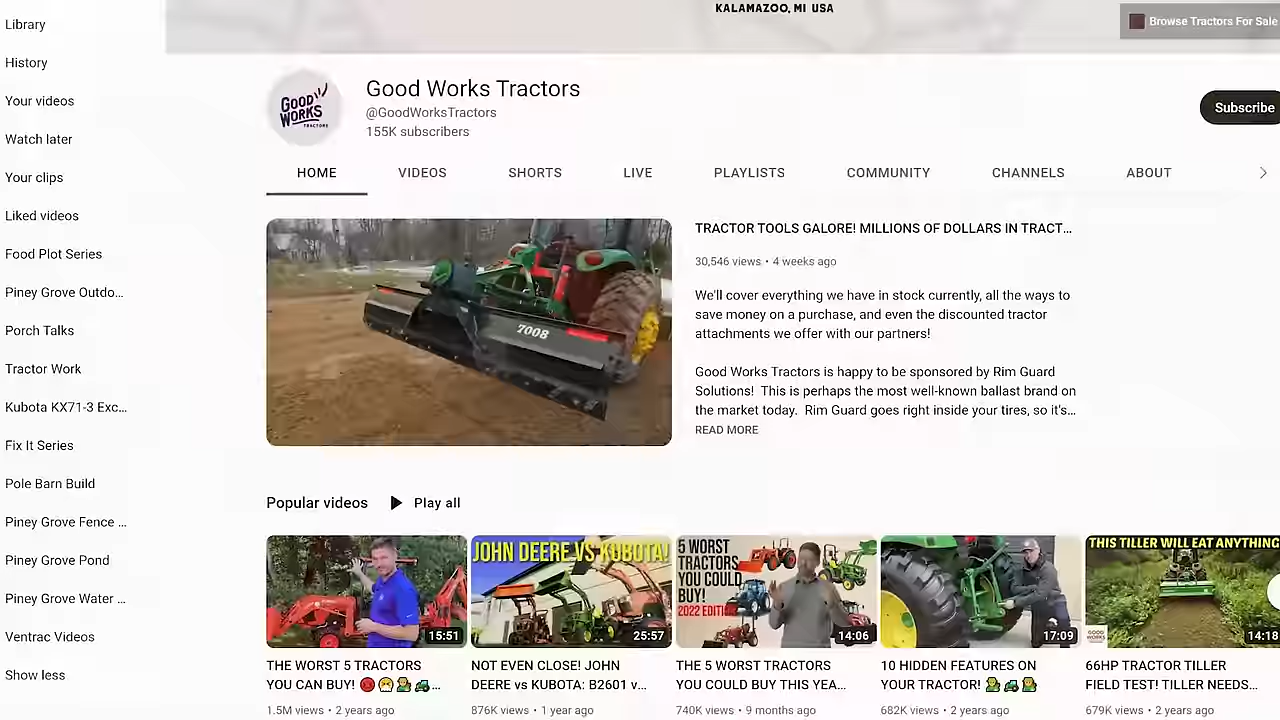 Library
History
Your videos
Watch later
Your clips
Liked videos
Food Plot Series
Piney Grove Outdo...
Porch Talks
Tractor Work
Kubota KX71-3 Exc...
Fix It Series
Pole Barn Build
Piney Grove Fence ...
Piney Grove Pond
Piney Grove Water ...
Ventrac Videos
Show less
KALAMAZOO, MI USA
Browse Tractors For Sale
GOOD WORKS TRACTORS
Good Works Tractors
@GoodWorksTractors
155K subscribers
Subscribe
HOME VIDEOS SHORTS LIVE PLAYLISTS COMMUNITY CHANNELS ABOUT
7008
TRACTOR TOOLS GALORE! MILLIONS OF DOLLARS IN TRACT...
30,546 views • 4 weeks ago
We'll cover everything we have in stock currently, all the ways to
save money on a purchase, and even the discounted tractor
attachments we offer with our partners!
Good Works Tractors is happy to be sponsored by Rim Guard
Solutions! This is perhaps the most well-known ballast brand on
the market today. Rim Guard goes right inside your tires, so it's...
READ MORE
Popular videos Play all
15:51
THE WORST 5 TRACTORS
YOU CAN BUY! 😡😬👨‍🌾🚜...
1.5M views • 2 years ago
JOHN DEERE VS KUBOTA!
25:57
NOT EVEN CLOSE! JOHN
DEERE vs KUBOTA: B2601 v...
876K views • 1 year ago
5 WORST
TRACTORS
YOU COULD
BUY!
2022 EDITION
14:06
THE 5 WORST TRACTORS
YOU COULD BUY THIS YEA...
740K views • 9 months ago
17:09
10 HIDDEN FEATURES ON
YOUR TRACTOR! 👨‍🌾🚜👨‍🌾
682K views • 2 years ago
THIS TILLER WILL EAT ANYTHING
GOOD WORKS
14:18
66HP TRACTOR TILLER
FIELD TEST! TILLER NEEDS...
679K views • 2 years ago